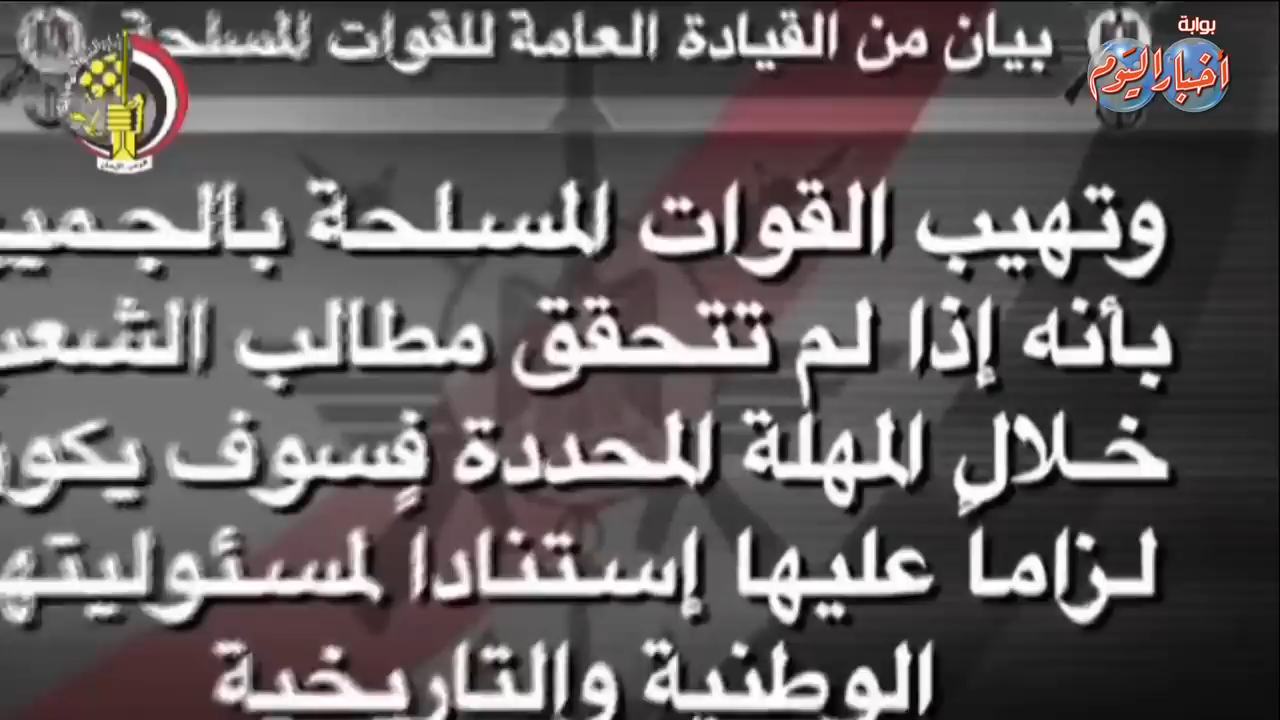 بوابة
أخبار اليوم
بيان من القيادة العامة للقوات المسلحة
وتهيب القوات المسلحة بالجميـ
بأنه إذا لم تتحقق مطالب الشعب
خلال المهلة المحددة فسوف يكون
لزاماً عليها إستناداً لمسئوليتها
الوطنية والتاريخية